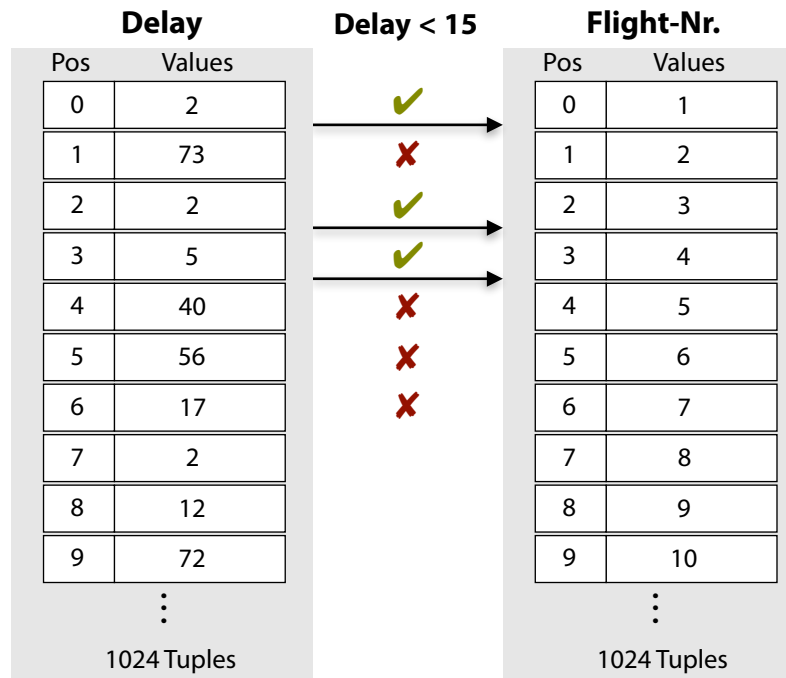 Delay Delay < 15 Flight-Nr.
Pos Values Pos Values
0 2 ✔ 0 1
1 73 ✘ 1 2
2 2 ✔ 2 3
3 5 ✔ 3 4
4 40 ✘ 4 5
5 56 ✘ 5 6
6 17 ✘ 6 7
7 2 7 8
8 12 8 9
9 72 9 10
⋮ ⋮
1024 Tuples 1024 Tuples